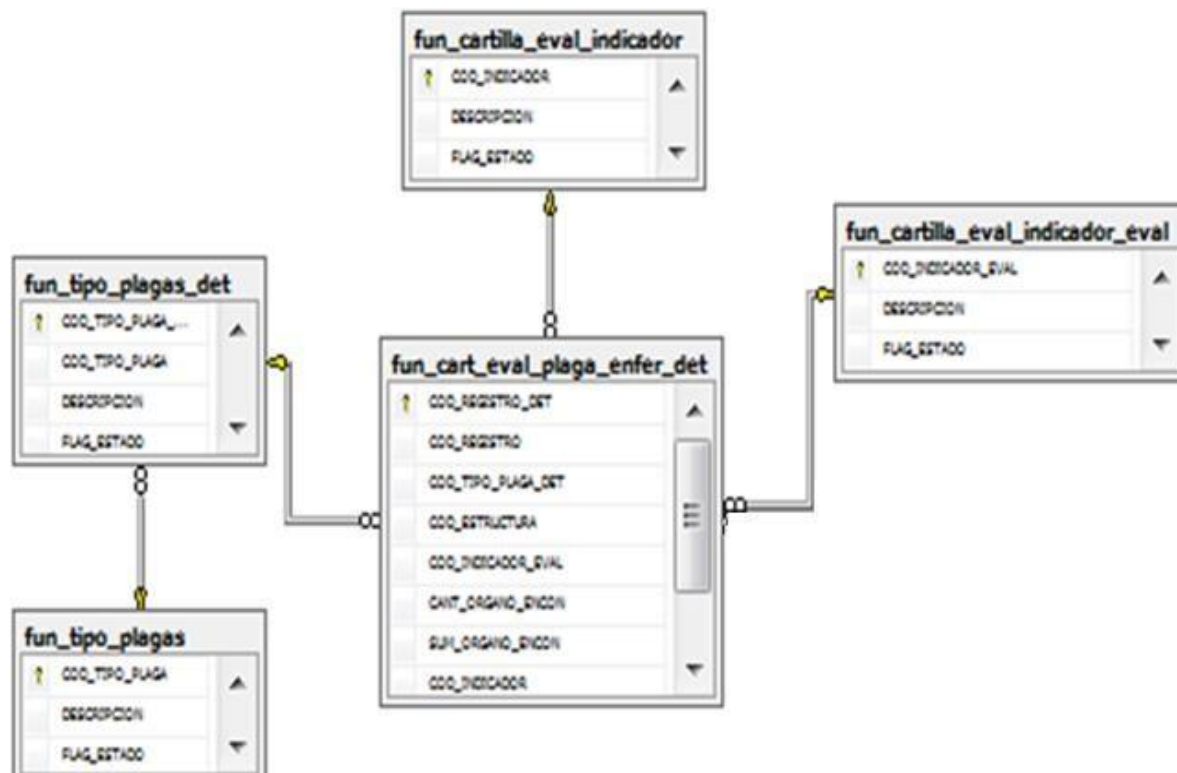 fun_cartilla_eval_indicador
COD_INDICADOR
DESCRIPCION
FLAG_ESTADO
fun_cartilla_eval_indicador_eval
COD_INDICADOR_EVAL
DESCRIPCION
FLAG_ESTADO
fun_tipo_plagas_det
COD_TIPO_PLAGA_...
COD_TIPO_PLAGA
DESCRIPCION
FLAG_ESTADO
fun_cart_eval_plaga_enfer_det
COD_REGISTRO_DET
COD_REGISTRO
COD_TIPO_PLAGA_DET
COD_ESTRUCTURA
COD_INDICADOR_EVAL
CANT_ORGANO_ENCON
SUM_ORGANO_ENCON
COD_INDICADOR
fun_tipo_plagas
COD_TIPO_PLAGA
DESCRIPCION
FLAG_ESTADO